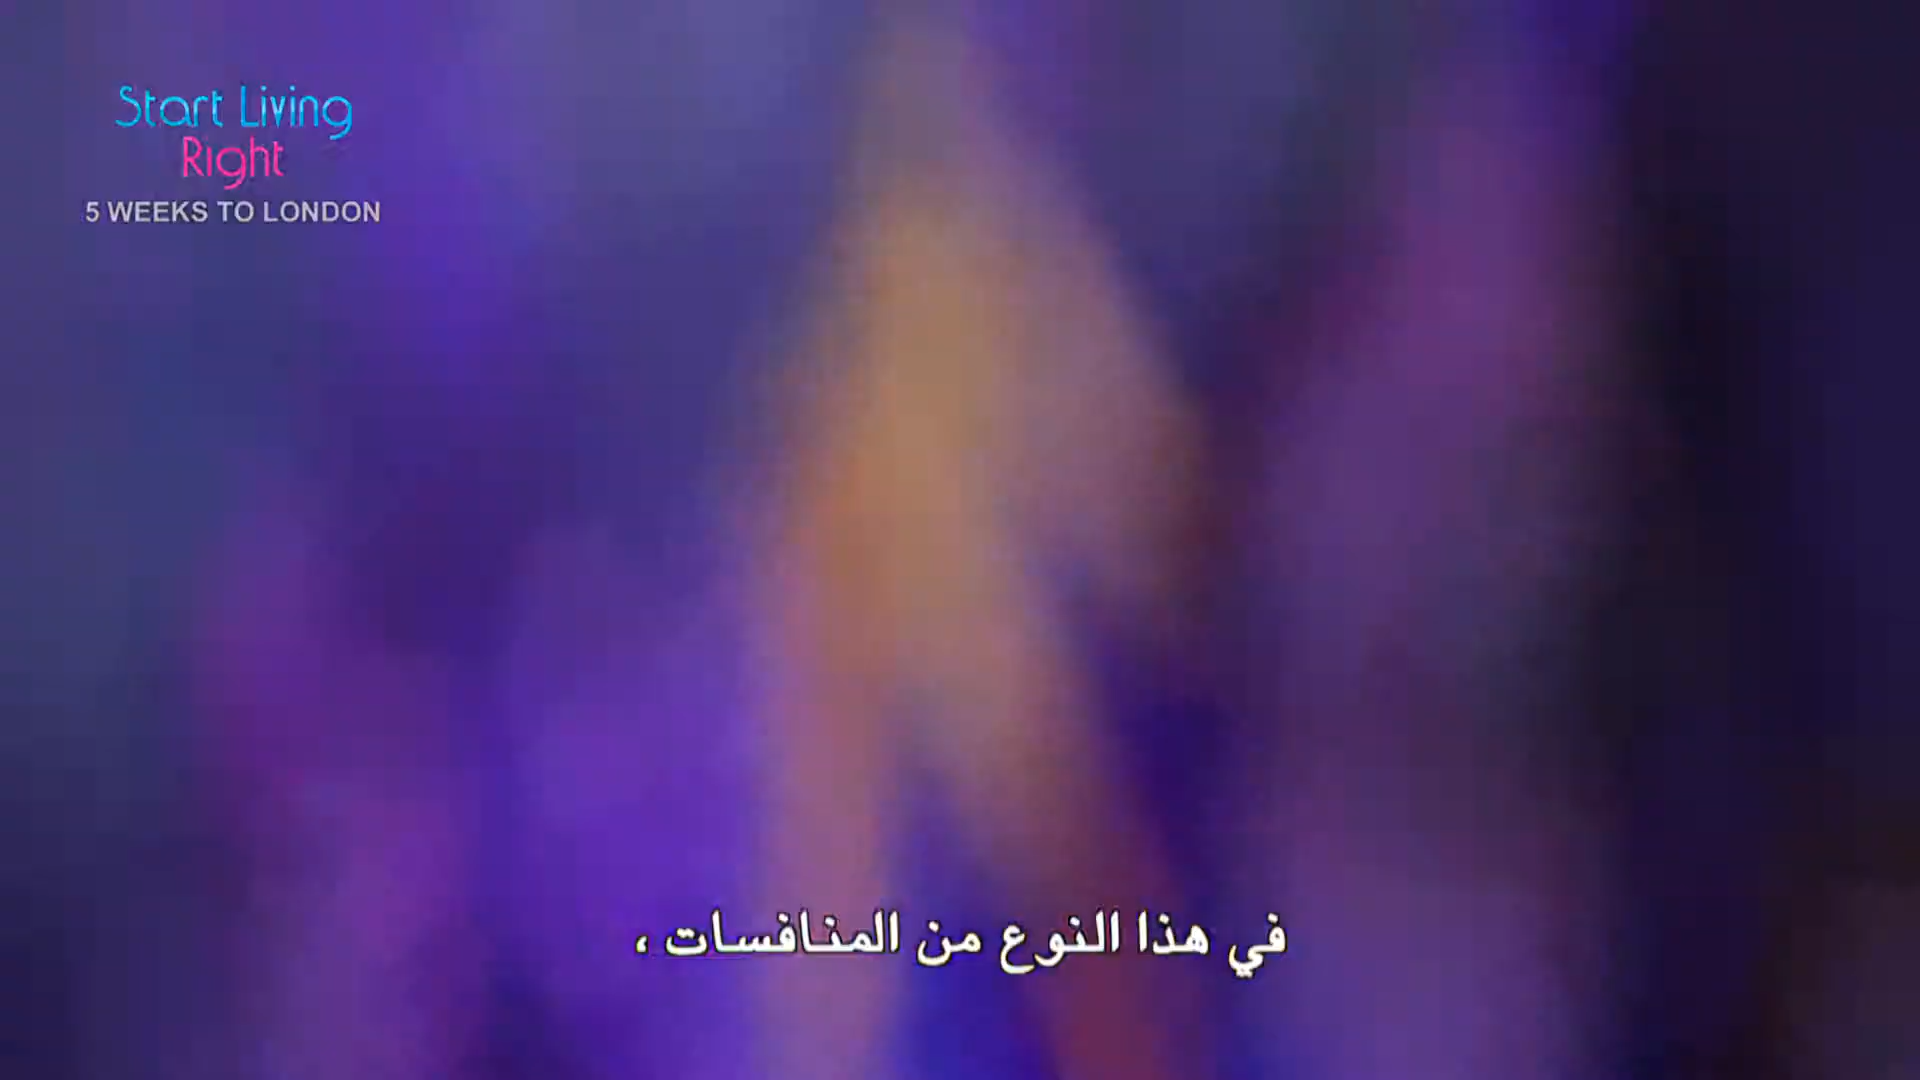 Start Living
Right
5 WEEKS TO LONDON
في هذا النوع من المنافسات ،